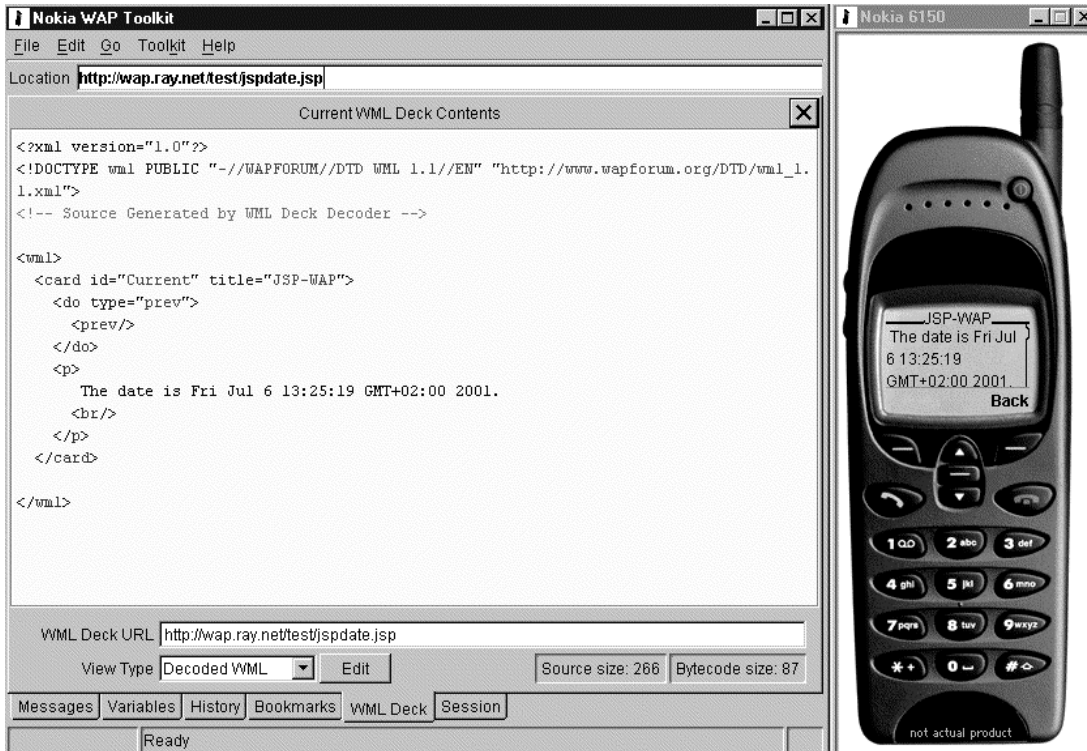 Nokia WAP Toolkit
File Edit Go Toolkit Help
Location http://wap.ray.net/test/jspdate.jsp
Current WML Deck Contents
<?xml version="1.0"?>
<!DOCTYPE wml PUBLIC "-//WAPFORUM//DTD WML 1.1//EN" "http://www.wapforum.org/DTD/wml_1.
1.xml">
<!-- Source Generated by WML Deck Decoder -->
<wml>
<card id="Current" title="JSP-WAP">
<do type="prev">
<prev/>
</do>
<p>
The date is Fri Jul 6 13:25:19 GMT+02:00 2001.
<br/>
</p>
</card>
</wml>
WML Deck URL http://wap.ray.net/test/jspdate.jsp
View Type Decoded WML Edit Source size: 266 Bytecode size: 87
Messages Variables History Bookmarks WML Deck Session
Ready
Nokia 6150
JSP-WAP
The date is Fri Jul
6 13:25:19
GMT+02:00 2001.
Back
1 2 abc 3 def
4 ghi 5 jkl 6 mno
7 pqrs 8 tuv 9 wxyz
* + 0 #
not actual product